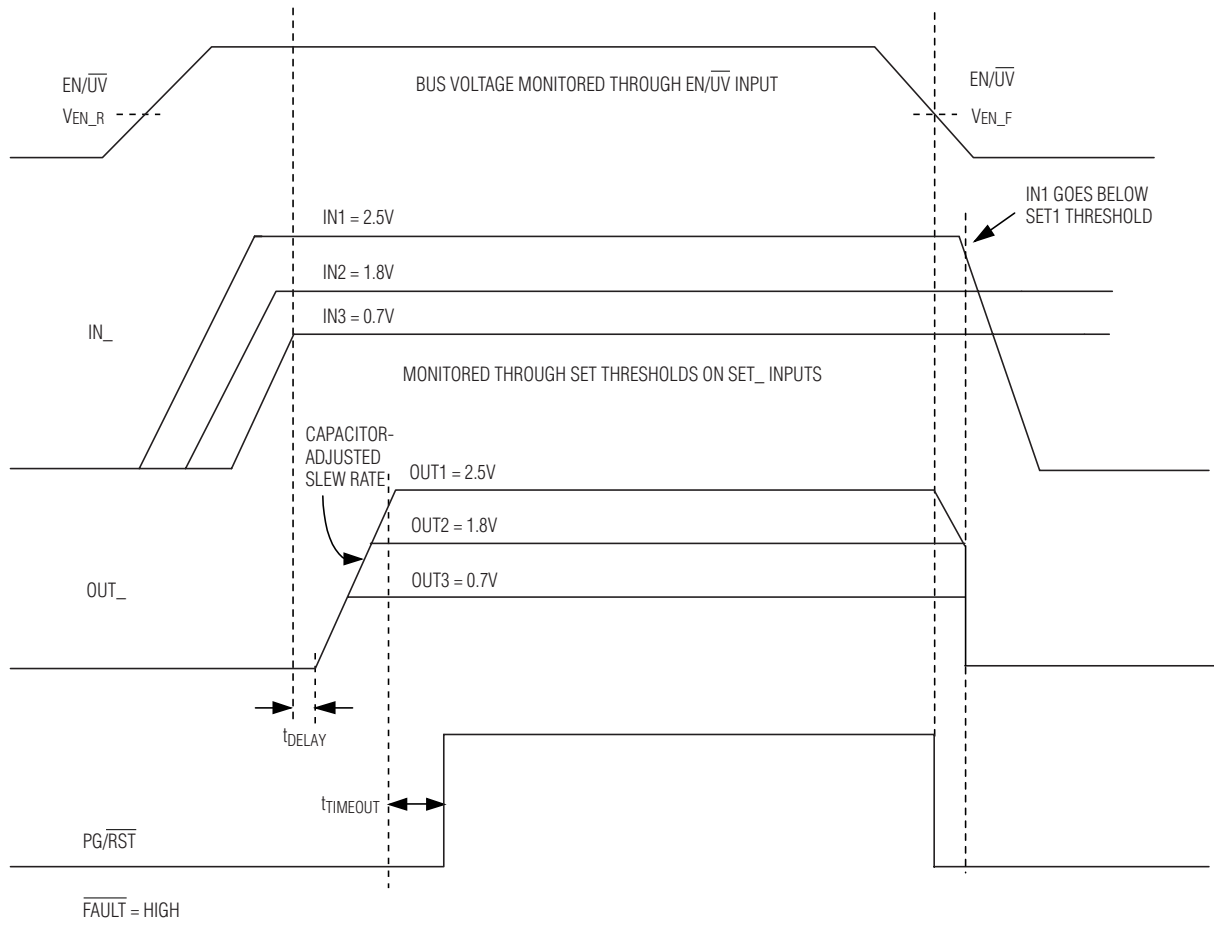 EN/UV
VEN_R
BUS VOLTAGE MONITORED THROUGH EN/UV INPUT
EN/UV
VEN_F
IN1 GOES BELOW
SET1 THRESHOLD
IN1 = 2.5V
IN2 = 1.8V
IN3 = 0.7V
IN_
MONITORED THROUGH SET THRESHOLDS ON SET_ INPUTS
CAPACITOR-
ADJUSTED
SLEW RATE
OUT1 = 2.5V
OUT2 = 1.8V
OUT3 = 0.7V
OUT_
tDELAY
tTIMEOUT
PG/RST
FAULT = HIGH